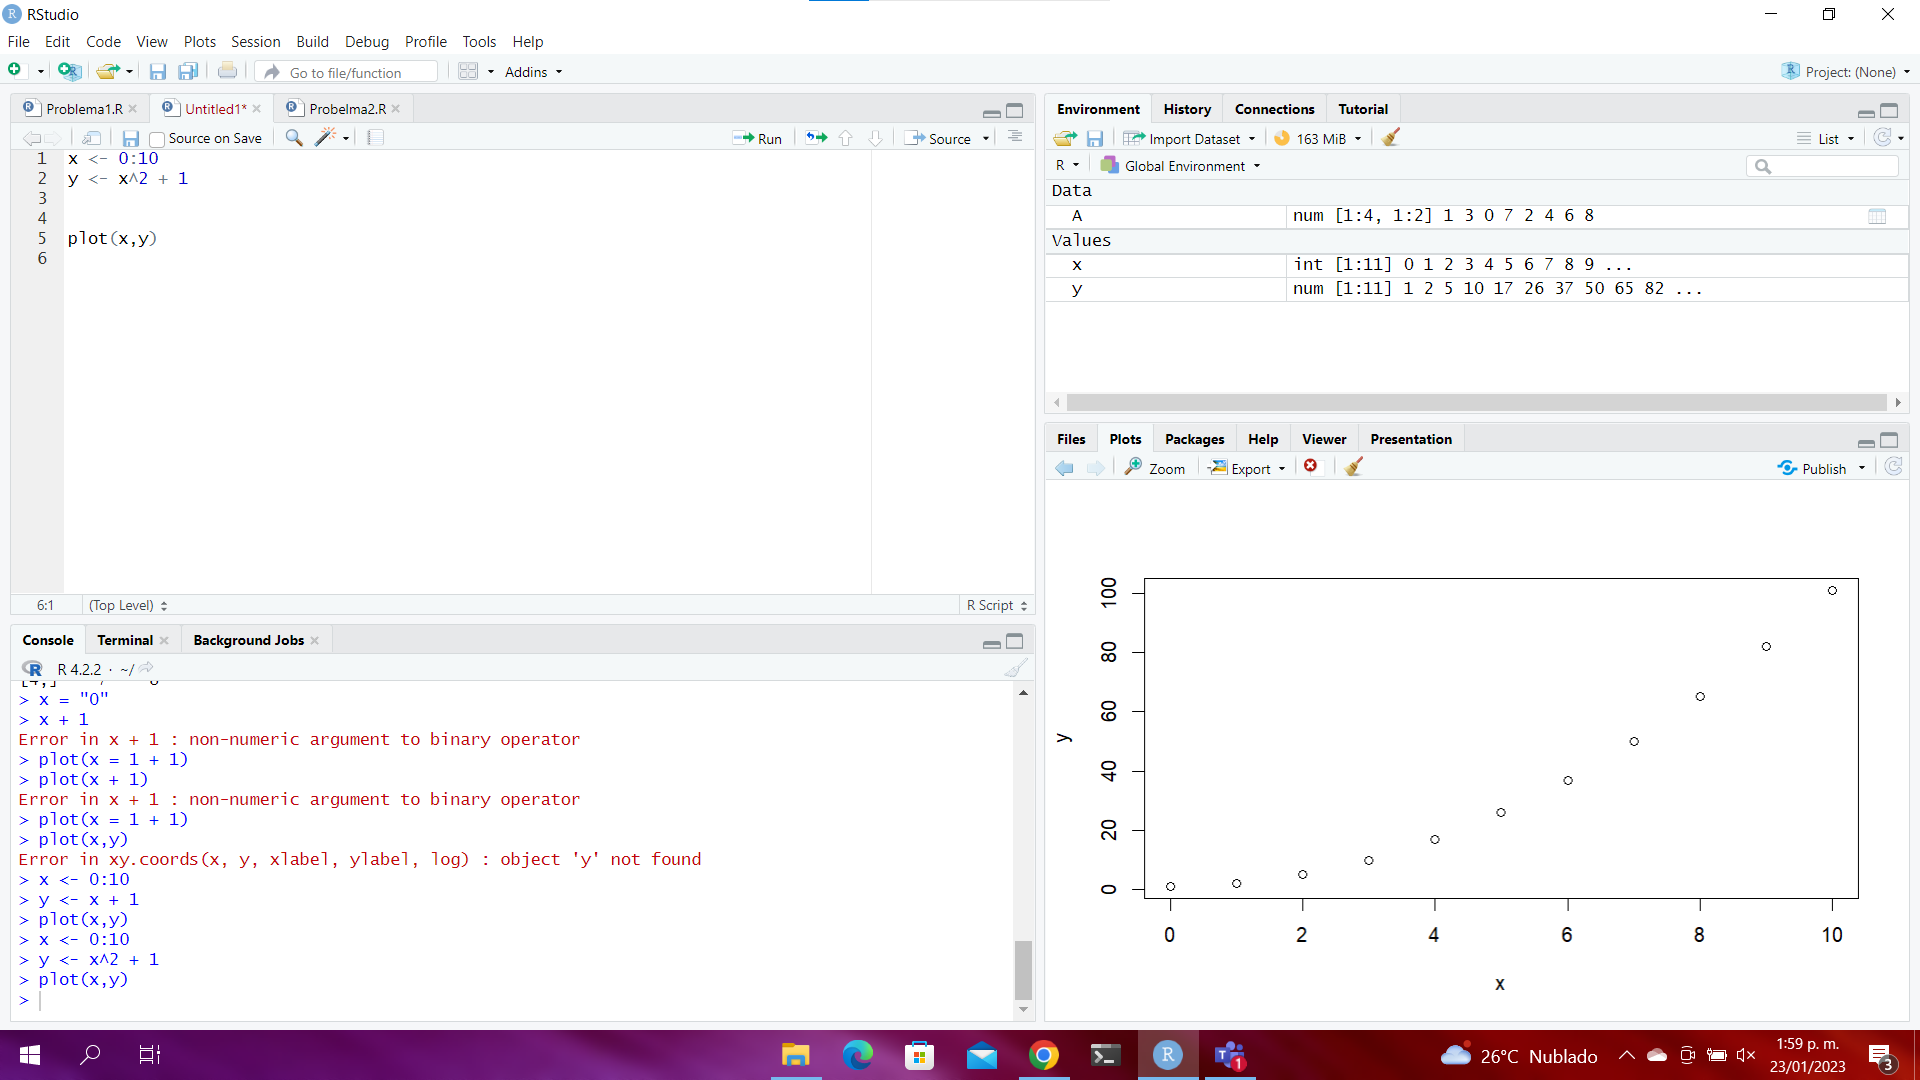 RStudio
File Edit Code View Plots Session Build Debug Profile Tools Help
Go to file/function Addins Project: (None)
Problema1.R Untitled1* Probelma2.R
Source on Save Run Source
1 x <- 0:10
2 y <- x^2 + 1
3
4
5 plot(x,y)
6
6:1 (Top Level) R Script
Console Terminal Background Jobs
R 4.2.2 · ~/
> x = "0"
> x + 1
Error in x + 1 : non-numeric argument to binary operator
> plot(x = 1 + 1)
> plot(x + 1)
Error in x + 1 : non-numeric argument to binary operator
> plot(x = 1 + 1)
> plot(x,y)
Error in xy.coords(x, y, xlabel, ylabel, log) : object 'y' not found
> x <- 0:10
> y <- x + 1
> plot(x,y)
> x <- 0:10
> y <- x^2 + 1
> plot(x,y)
>
Environment History Connections Tutorial
Import Dataset 163 MiB List
R Global Environment
Data
A num [1:4, 1:2] 1 3 0 7 2 4 6 8
Values
x int [1:11] 0 1 2 3 4 5 6 7 8 9 ...
y num [1:11] 1 2 5 10 17 26 37 50 65 82 ...
Files Plots Packages Help Viewer Presentation
Zoom Export Publish
100
80
60
40
20
0
y
0 2 4 6 8 10
x
26°C Nublado
1:59 p. m.
23/01/2023
1
3